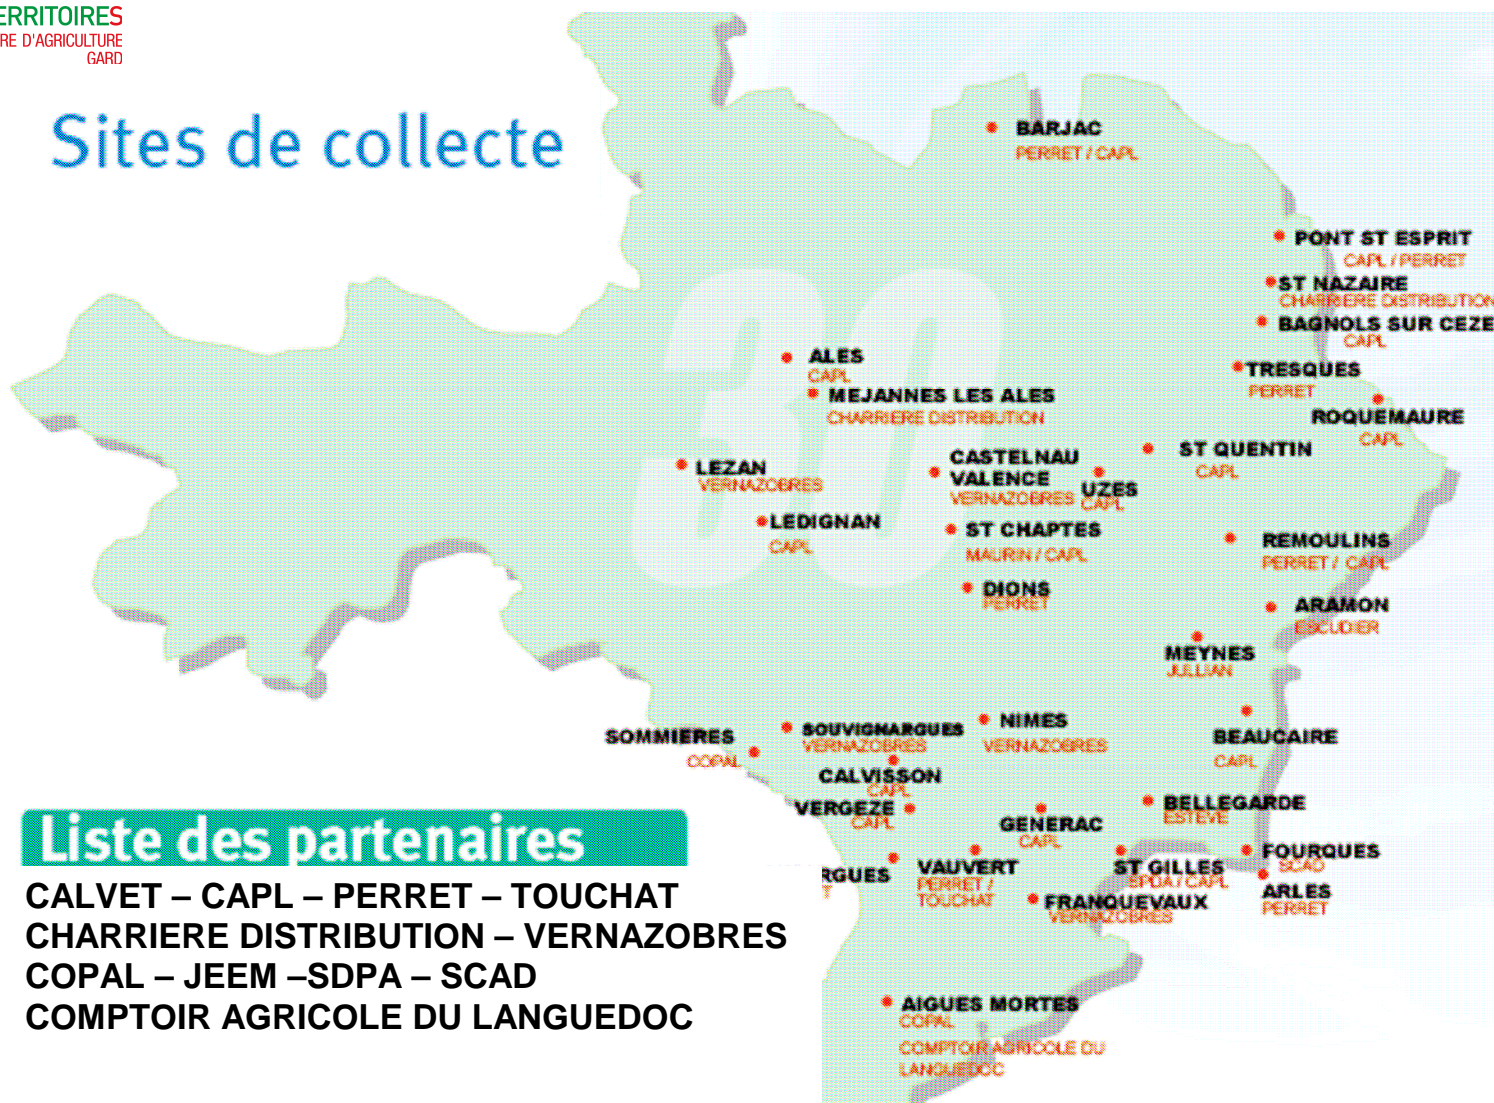 ERRITOIRES
RE D'AGRICULTURE
GARD
Sites de collecte
BARJAC
PERRET / CAPL
PONT ST ESPRIT
CAPL / PERRET
ST NAZAIRE
CHARRIERE DISTRIBUTION
BAGNOLS SUR CEZE
CAPL
ALES
CAPL
TRESQUES
PERRET
MEJANNES LES ALES
CHARRIERE DISTRIBUTION
ROQUEMAURE
CAPL
ST QUENTIN
CAPL
LEZAN
VERNAZOBRES
CASTELNAU
VALENCE
VERNAZOBRES
UZES
CAPL
LEDIGNAN
CAPL
ST CHAPTES
MAURIN / CAPL
REMOULINS
PERRET / CAPL
DIONS
PERRET
ARAMON
ESCUDIER
MEYNES
JULLIAN
SOMMIERES
COPAL
SOUVIGNARGUES
VERNAZOBRES
NIMES
VERNAZOBRES
BEAUCAIRE
CAPL
CALVISSON
CAPL
VERGEZE
CAPL
GENERAC
CAPL
BELLEGARDE
ESTEVE
RGUES
T
VAUVERT
PERRET /
TOUCHAT
ST GILLES
SPDA / CAPL
FOURQUES
SCAD
ARLES
PERRET
FRANQUEVAUX
VERNAZOBRES
AIGUES MORTES
COPAL
COMPTOIR AGRICOLE DU
LANGUEDOC
30
Liste des partenaires
CALVET – CAPL – PERRET – TOUCHAT
CHARRIERE DISTRIBUTION – VERNAZOBRES
COPAL – JEEM –SDPA – SCAD
COMPTOIR AGRICOLE DU LANGUEDOC